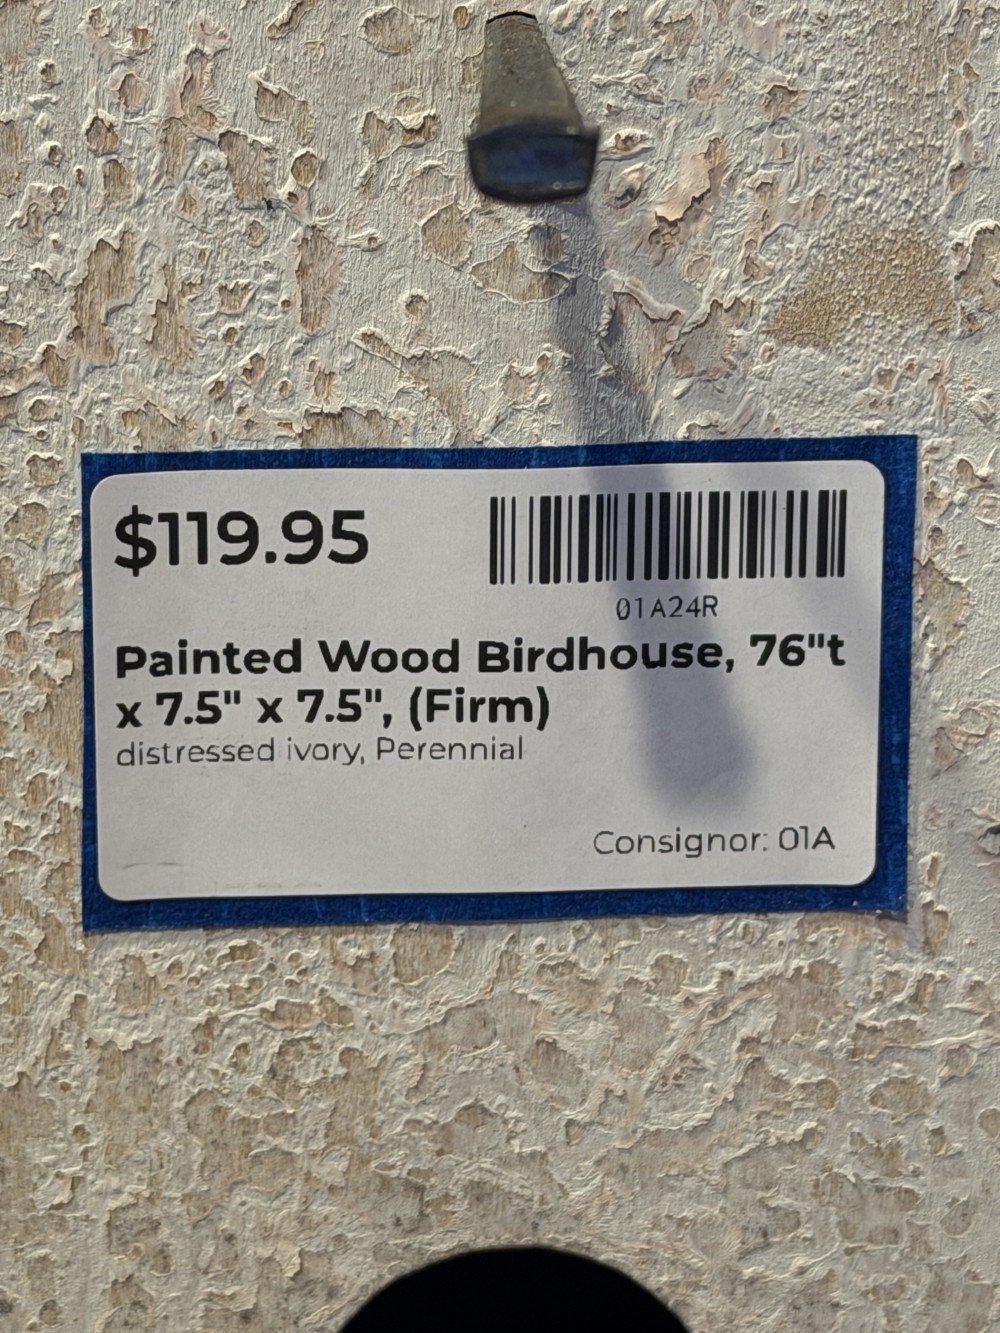 $119.95
01A24R
Painted Wood Birdhouse, 76"t
x 7.5" x 7.5", (Firm)
distressed ivory, Perennial
Consignor: 01A